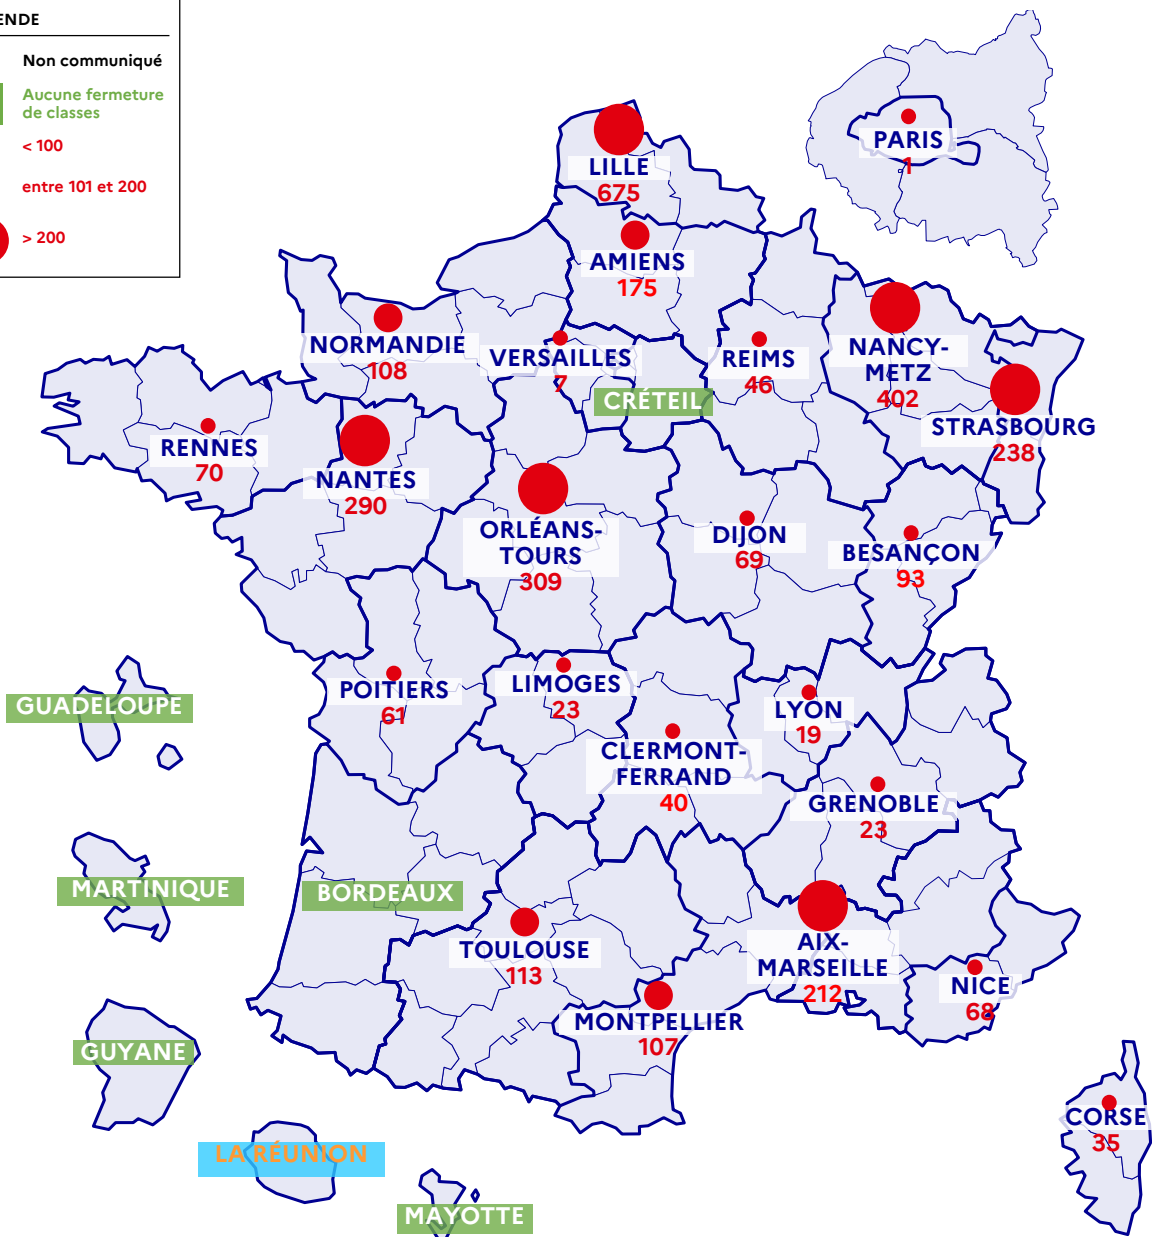 ENDE
Non communiqué
Aucune fermeture
de classes
< 100
entre 101 et 200
> 200
PARIS
1
LILLE
675
AMIENS
175
NORMANDIE
108
VERSAILLES
7
REIMS
46
NANCY-
METZ
402
CRÉTEIL
STRASBOURG
238
RENNES
70
NANTES
290
ORLÉANS-
TOURS
309
DIJON
69
BESANÇON
93
GUADELOUPE
POITIERS
61
LIMOGES
23
LYON
19
CLERMONT-
FERRAND
40
GRENOBLE
23
MARTINIQUE
BORDEAUX
TOULOUSE
113
AIX-
MARSEILLE
212
NICE
68
MONTPELLIER
107
GUYANE
CORSE
35
LA RÉUNION
MAYOTTE